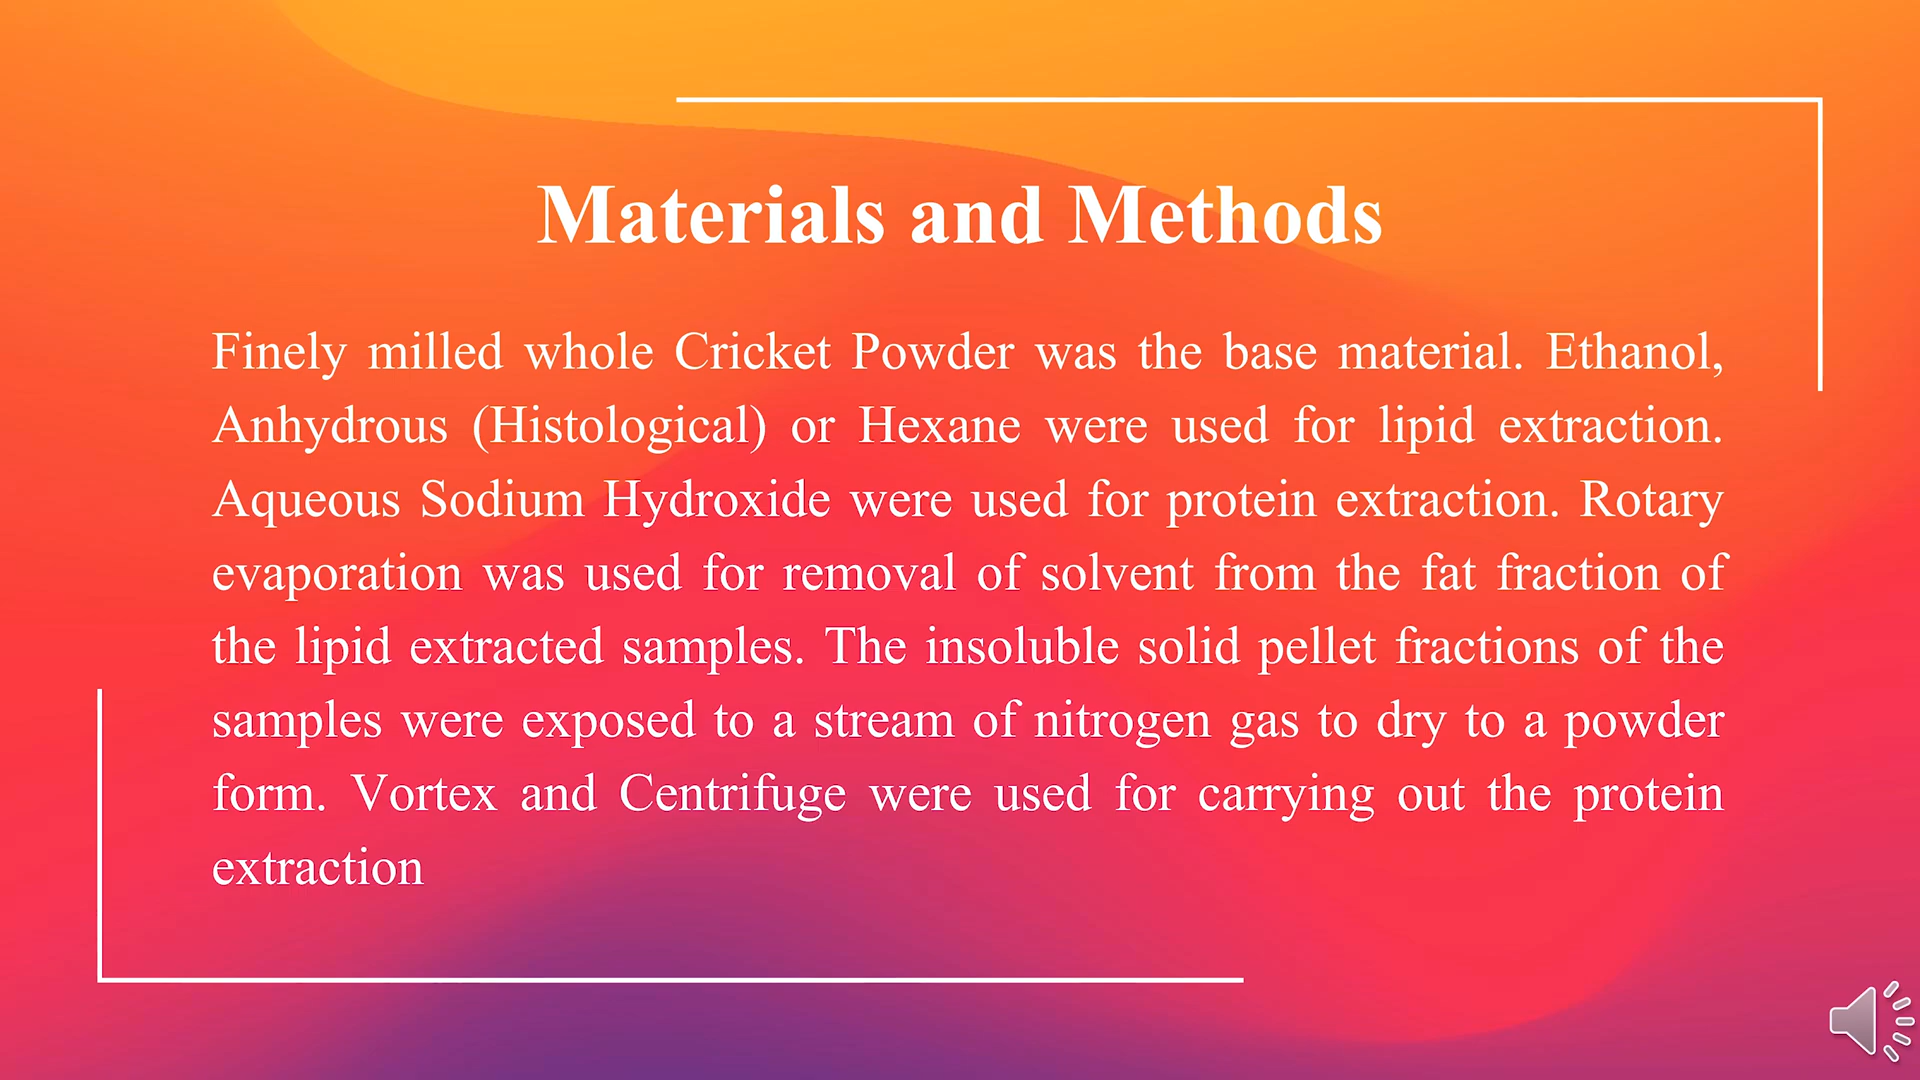 Materials and Methods
Finely milled whole Cricket Powder was the base material. Ethanol,
Anhydrous (Histological) or Hexane were used for lipid extraction.
Aqueous Sodium Hydroxide were used for protein extraction. Rotary
evaporation was used for removal of solvent from the fat fraction of
the lipid extracted samples. The insoluble solid pellet fractions of the
samples were exposed to a stream of nitrogen gas to dry to a powder
form. Vortex and Centrifuge were used for carrying out the protein
extraction